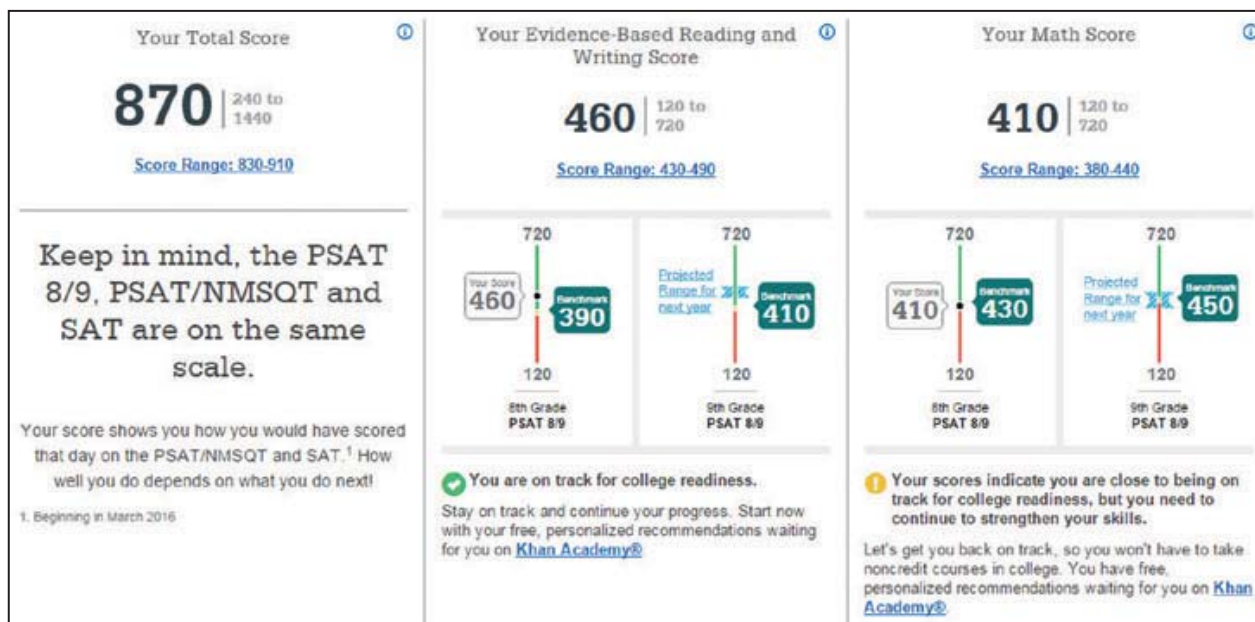 Your Total Score
870
240 to
1440
Score Range: 830-910
Keep in mind, the PSAT
8/9, PSAT/NMSQT and
SAT are on the same
scale.
Your score shows you how you would have scored
that day on the PSAT/NMSQT and SAT.1 How
well you do depends on what you do next!
1. Beginning in March 2016
Your Evidence-Based Reading and
Writing Score
460
120 to
720
Score Range: 430-490
720
Your Score
460
Benchmark
390
120
8th Grade
PSAT 8/9
720
Projected
Range for
next year
Benchmark
410
120
9th Grade
PSAT 8/9
You are on track for college readiness.
Stay on track and continue your progress. Start now
with your free, personalized recommendations waiting
for you on Khan Academy®
Your Math Score
410
120 to
720
Score Range: 380-440
720
Your Score
410
Benchmark
430
120
8th Grade
PSAT 8/9
720
Projected
Range for
next year
Benchmark
450
120
9th Grade
PSAT 8/9
Your scores indicate you are close to being on
track for college readiness, but you need to
continue to strengthen your skills.
Let's get you back on track, so you won't have to take
noncredit courses in college. You have free,
personalized recommendations waiting for you on Khan
Academy®.